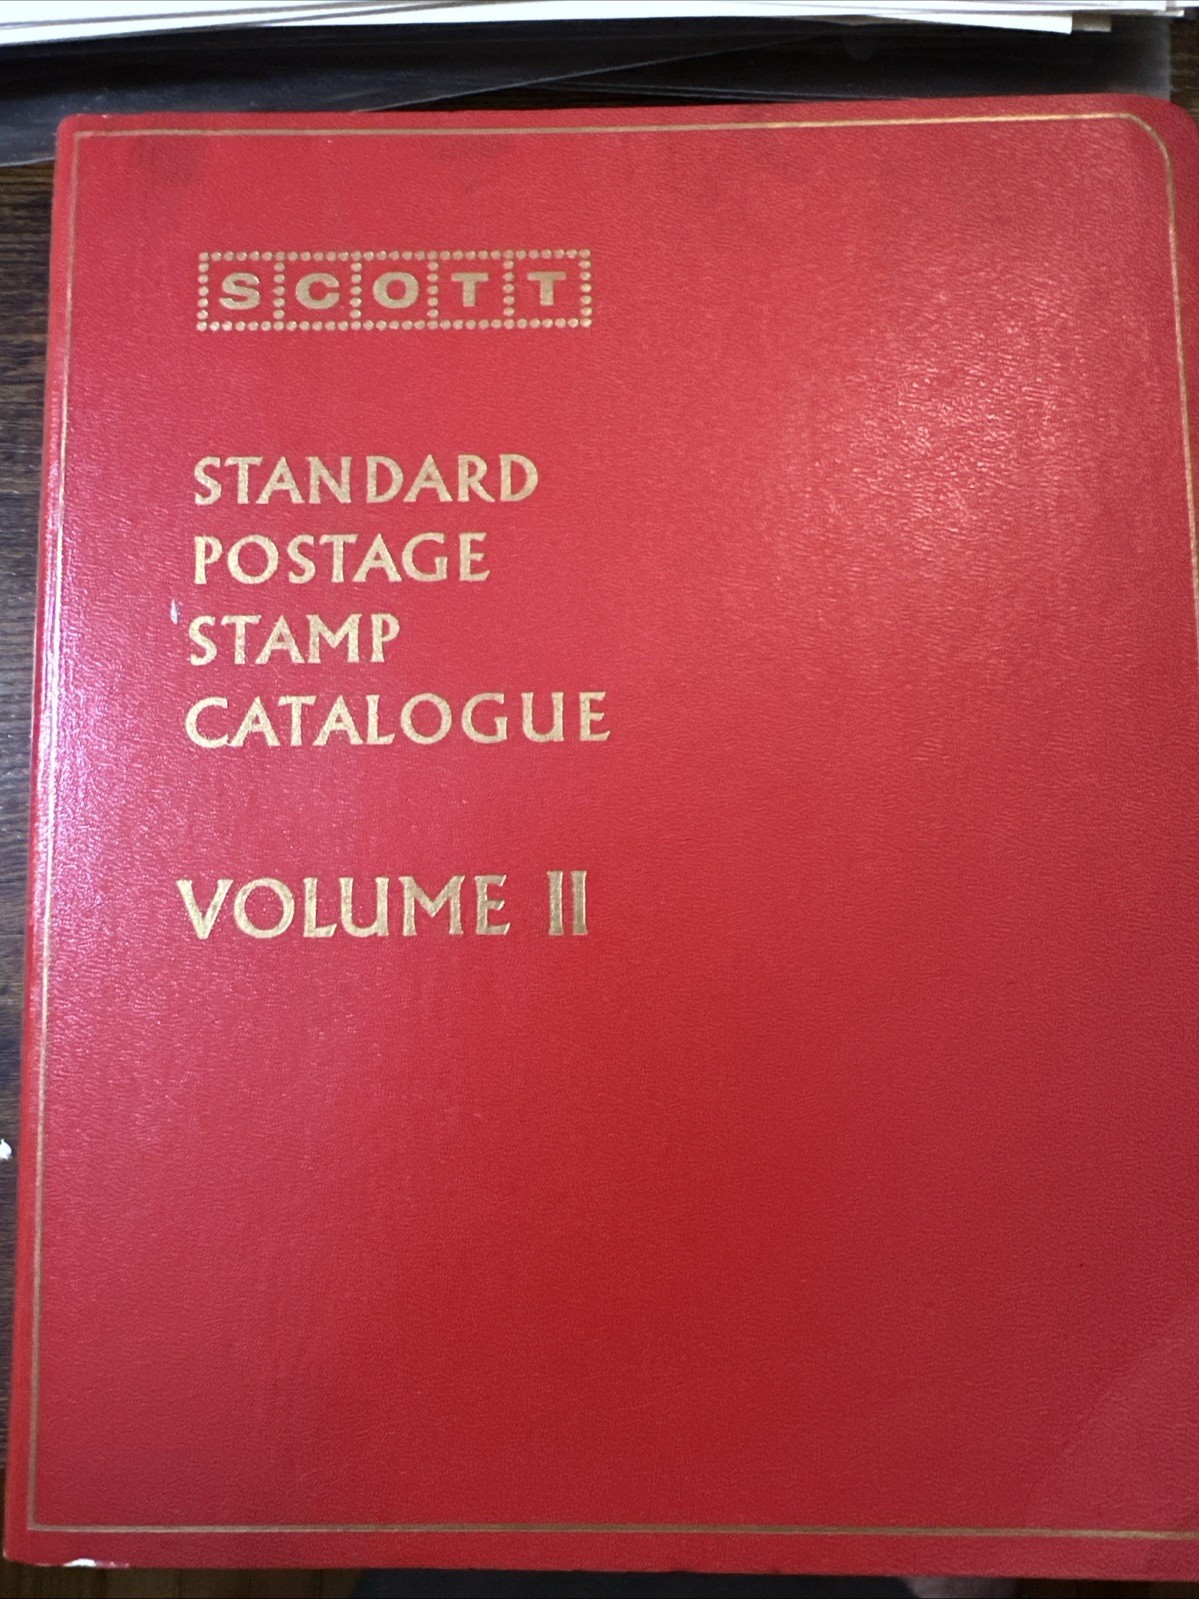 SCOTT
STANDARD
POSTAGE
STAMP
CATALOGUE
VOLUME II